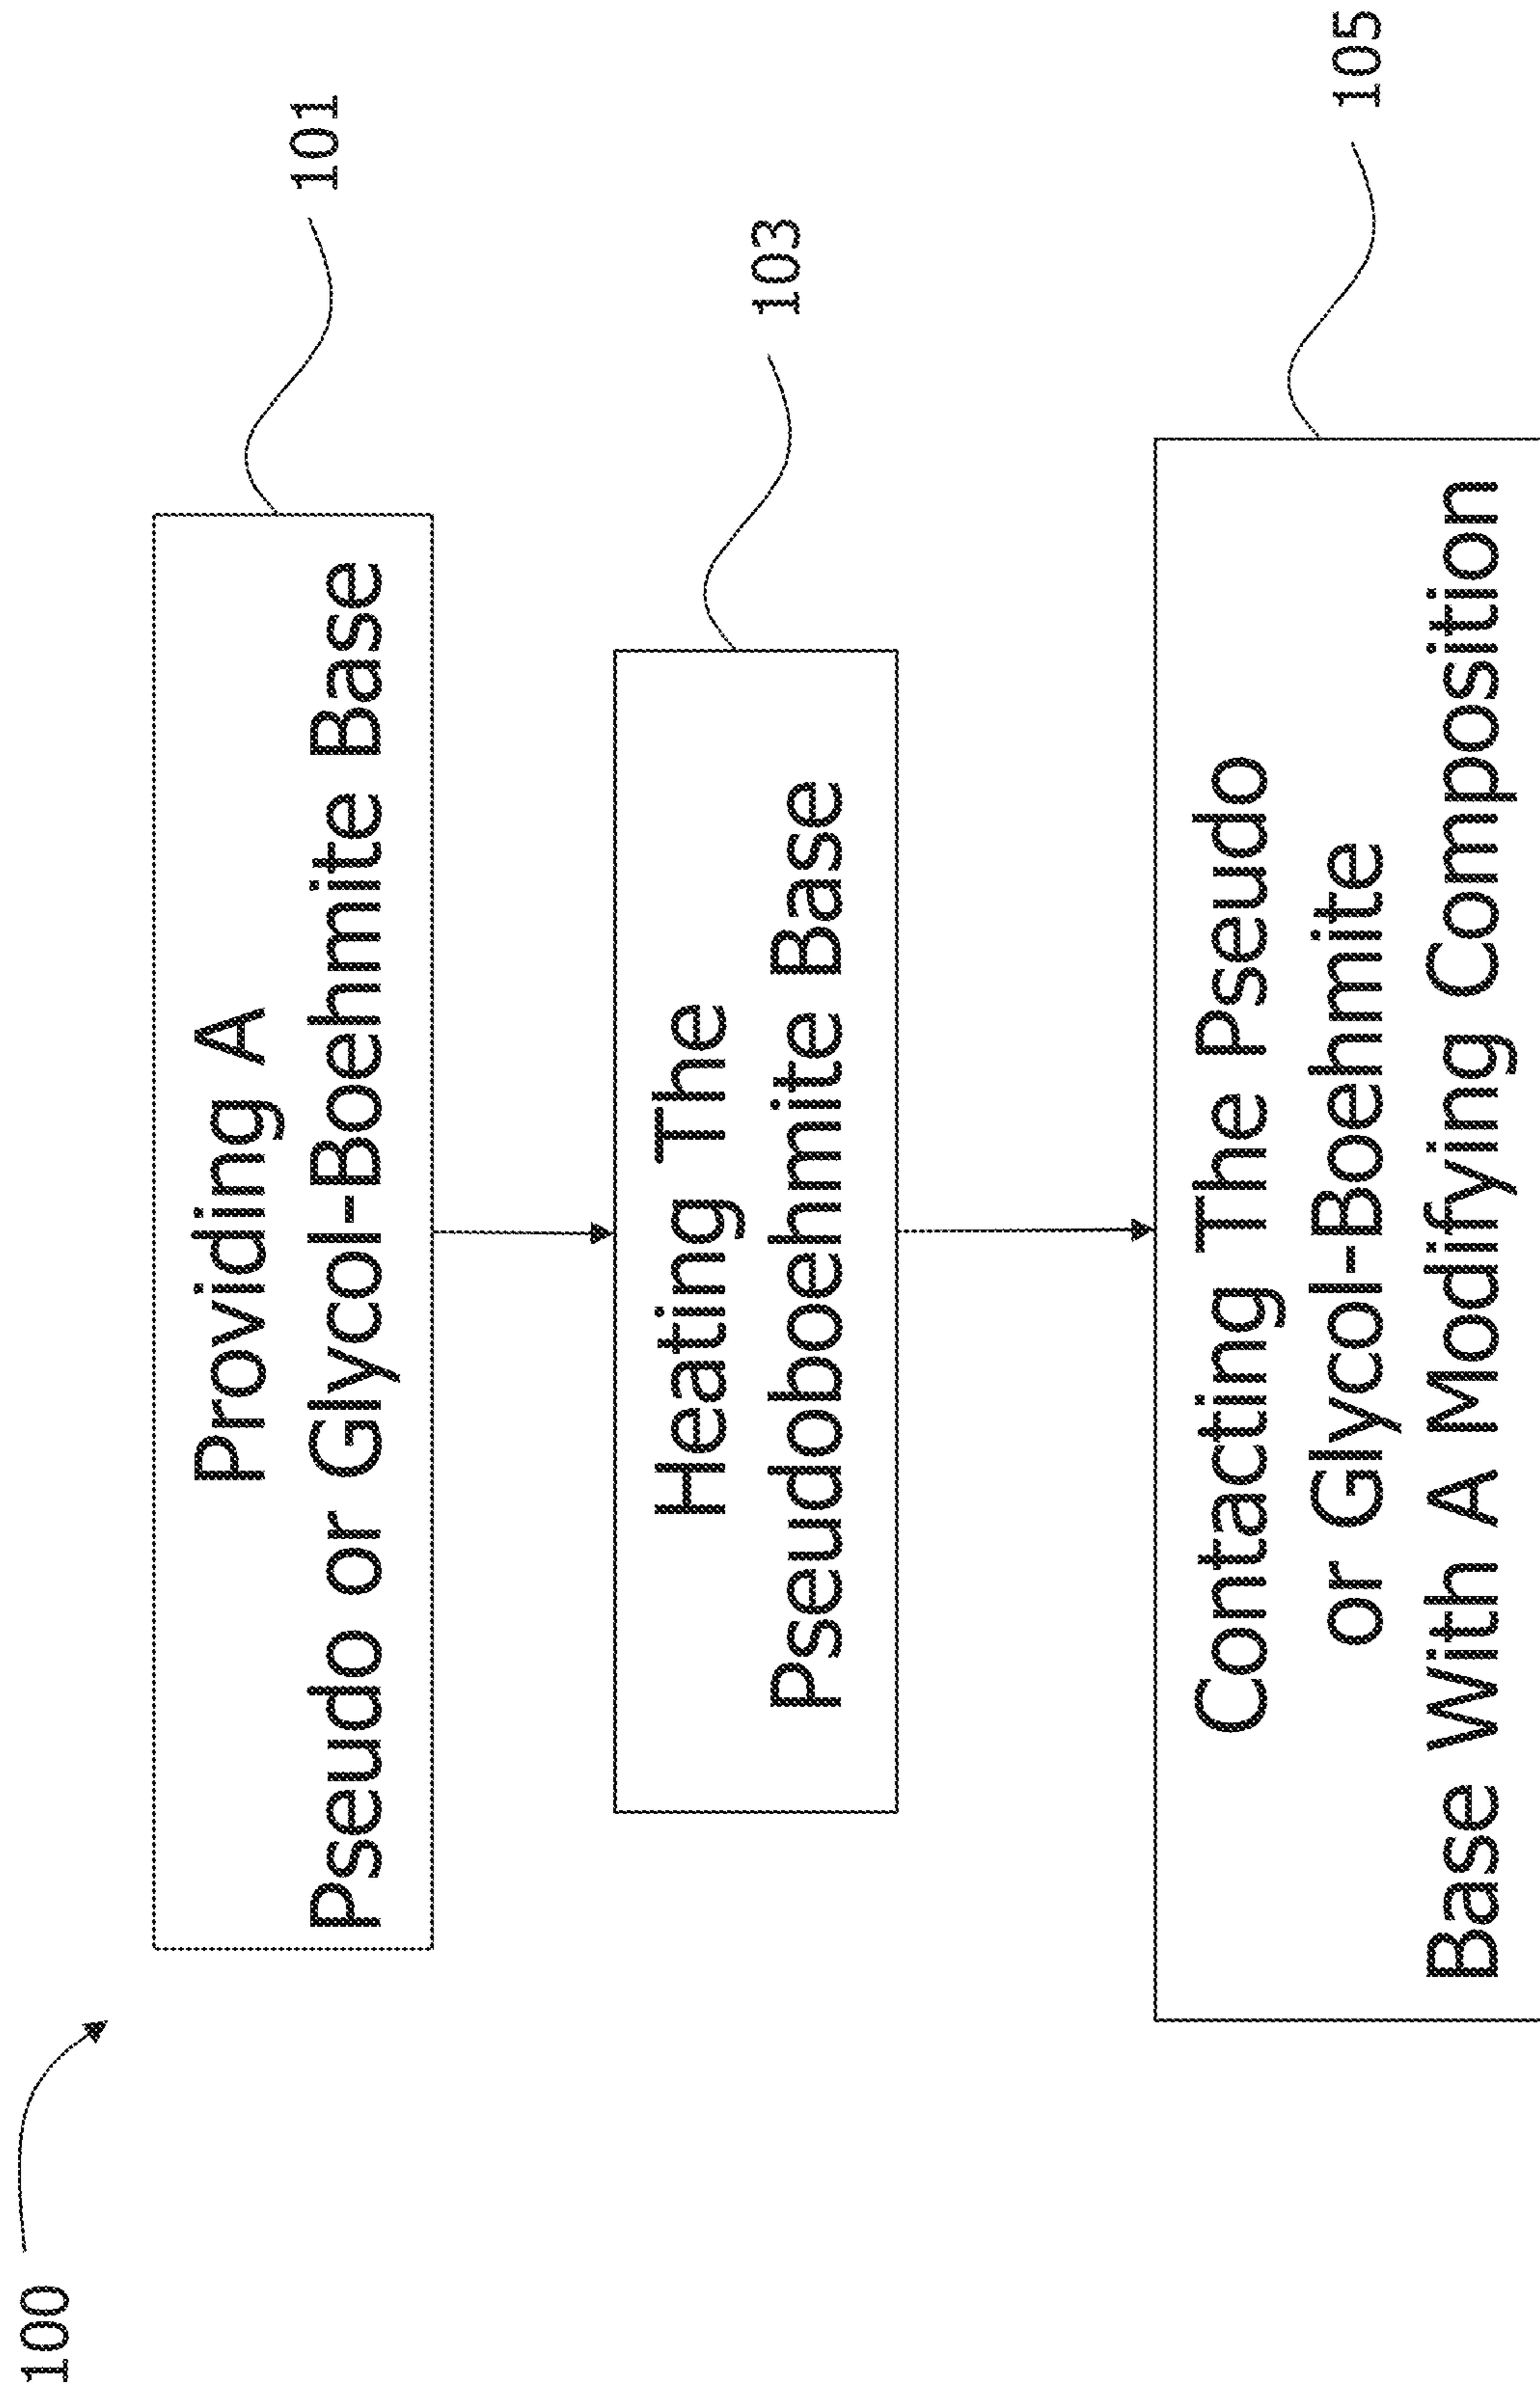 100
Providing A
Pseudo or Glycol-Boehmite Base
101
Heating The
Pseudoboehmite Base
103
Contacting The Pseudo
or Glycol-Boehmite
Base With A Modifying Composition
105